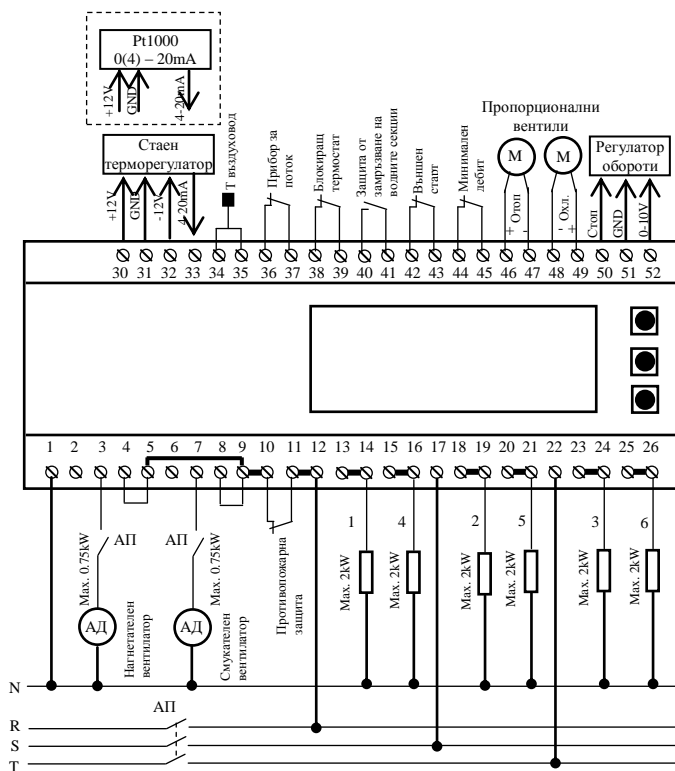 Pt1000
0(4) – 20mA
+12V
GND
4-20mA
Стаен
терморегулатор
+12V
GND
-12V
4-20mA
Т въздуховод
Прибор за
поток
Блокиращ
термостат
Защита от
замръзване на
водните секции
Външен
старт
Минимален
дебит
Пропорционални
вентили
М
М
+ Отоп
-
- Охл.
+
Регулатор
обороти
Стоп
GND
0-10V
30 31 32 33 34 35 36 37 38 39 40 41 42 43 44 45 46 47 48 49 50 51 52
1 2 3 4 5 6 7 8 9 10 11 12 13 14 15 16 17 18 19 20 21 22 23 24 25 26
Max. 0.75kW
АП
АД
Нагнетателен
вентилатор
АП
Max. 0.75kW
АД
Смукателен
вентилатор
Противопожарна
защита
1
Max. 2kW
4
Max. 2kW
2
Max. 2kW
5
Max. 2kW
3
Max. 2kW
6
Max. 2kW
N
АП
R
S
T